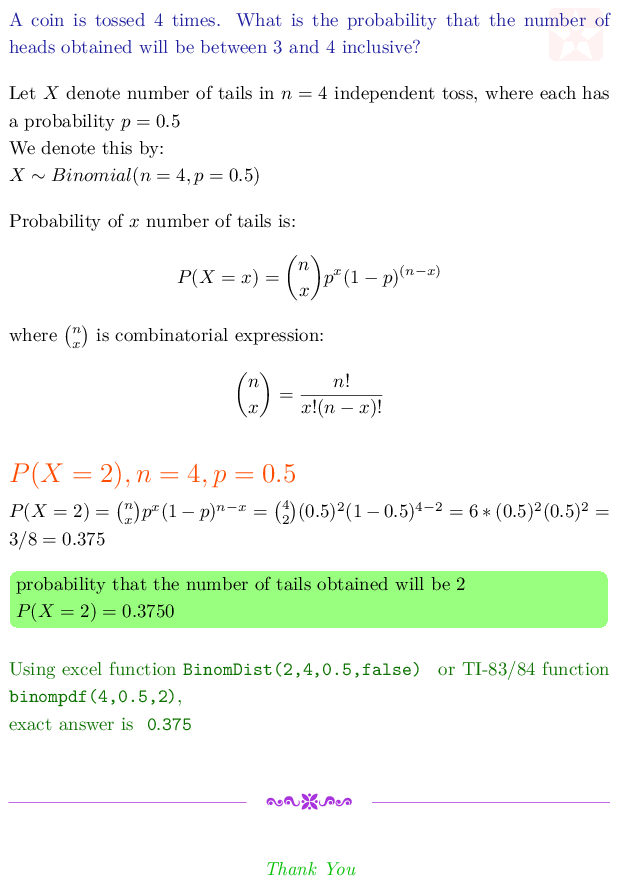 A coin is tossed 4 times. What is the probability that the number of
heads obtained will be between 3 and 4 inclusive?
Let X denote number of tails in n = 4 independent toss, where each has
a probability p = 0.5
We denote this by:
X ∼ Binomial(n = 4, p = 0.5)
Probability of x number of tails is:
P(X = x) = \binom{n}{x} p^x (1 − p)^{(n−x)}
where \binom{n}{x} is combinatorial expression:
\binom{n}{x} = \frac{n!}{x!(n − x)!}
P(X = 2), n = 4, p = 0.5
P(X = 2) = \binom{n}{x} p^x (1 − p)^{n−x} = \binom{4}{2} (0.5)^2 (1 − 0.5)^{4−2} = 6 ∗ (0.5)^2 (0.5)^2 =
3/8 = 0.375
probability that the number of tails obtained will be 2
P(X = 2) = 0.3750
Using excel function BinomDist(2,4,0.5,false) or TI-83/84 function
binompdf(4,0.5,2),
exact answer is 0.375
Thank You